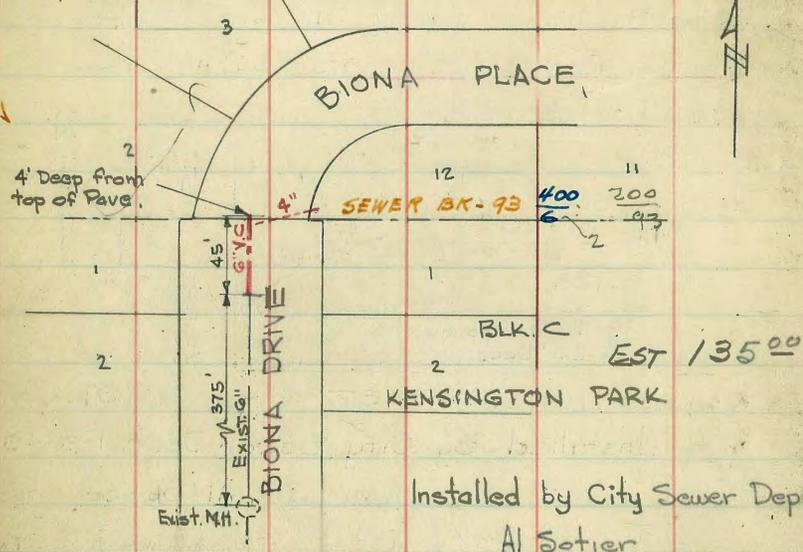 3
BIONA PLACE
N
2
4' Deep from
top of Pave.
12
11
4"
SEWER BK-93
400
6
2
200
93
45'
6" V.C.
1
1
BIONA DRIVE
BLK. C
EST 135⁰⁰
2
2
KENSINGTON PARK
375'
EXIST. 6"
Exist. M.H.
Installed by City Sewer Dep
Al Sotier